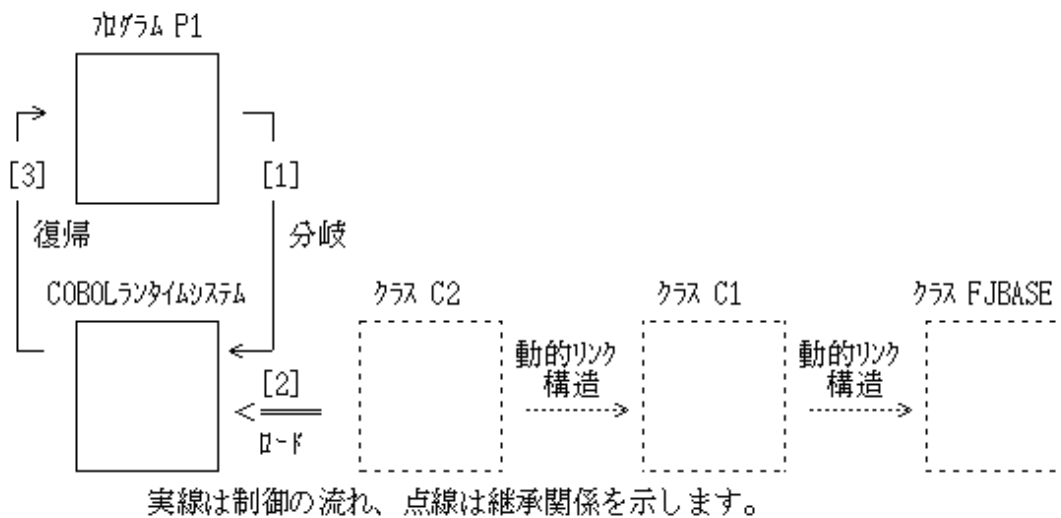 ﾌﾟﾛｸﾞﾗﾑ P1
[3]
[1]
復帰
分岐
COBOLﾗﾝﾀｲﾑｼｽﾃﾑ
ｸﾗｽ C2
ｸﾗｽ C1
ｸﾗｽ FJBASE
動的ﾘﾝｸ
構造
動的ﾘﾝｸ
構造
[2]
ﾛｰﾄﾞ
実線は制御の流れ、点線は継承関係を示します。